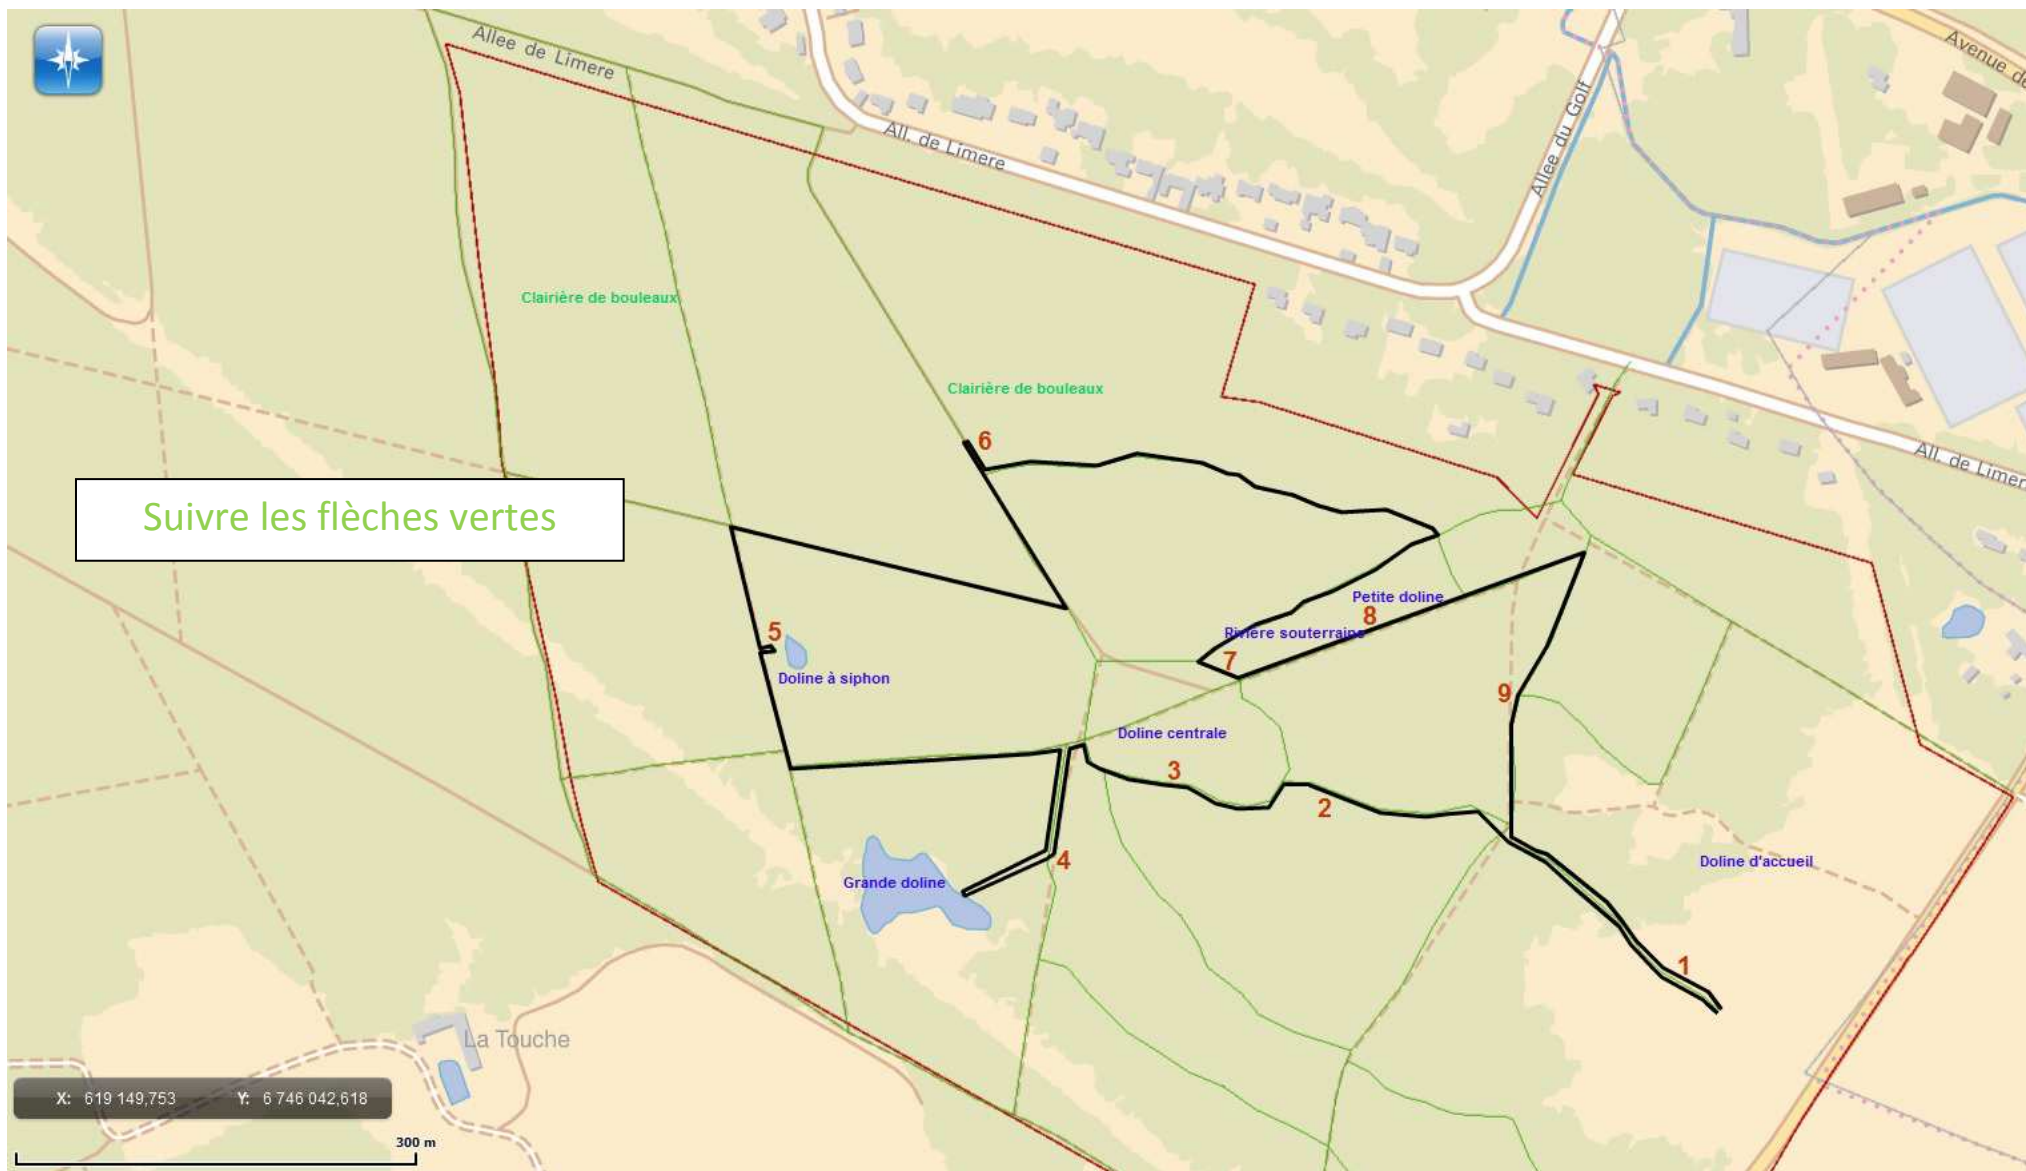 Allee de Limere
Avenue de
All. de Limere
Allee du Golf
Clairière de bouleaux
Clairière de bouleaux
6
All. de Limer
Suivre les flèches vertes
Petite doline
8
5
Rivière souterraine
7
Doline à siphon
9
Doline centrale
3
2
4
Doline d'accueil
Grande doline
1
La Touche
X: 619 149,753 Y: 6 746 042,618
300 m